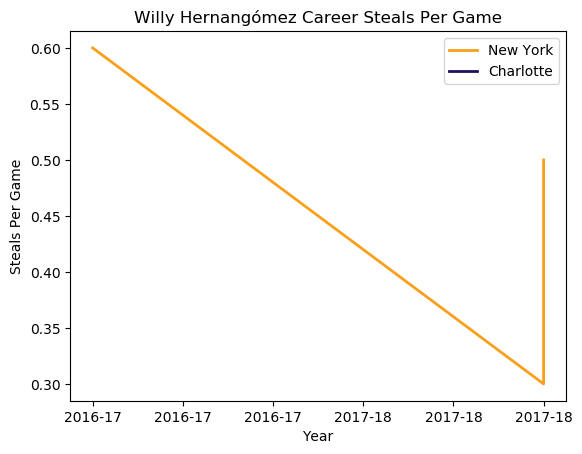 Willy Hernangómez Career Steals Per Game
New York
Charlotte
0.60
0.55
0.50
0.45
0.40
0.35
0.30
Steals Per Game
2016-17 2016-17 2016-17 2017-18 2017-18 2017-18
Year